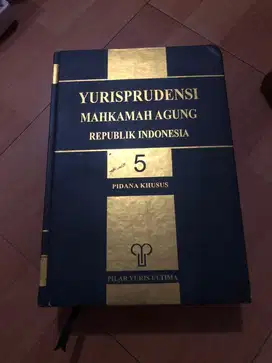 YURISPRUDENSI
MAHKAMAH AGUNG
REPUBLIK INDONESIA
5
PIDANA KHUSUS
PILAR YURIS ULTIMA